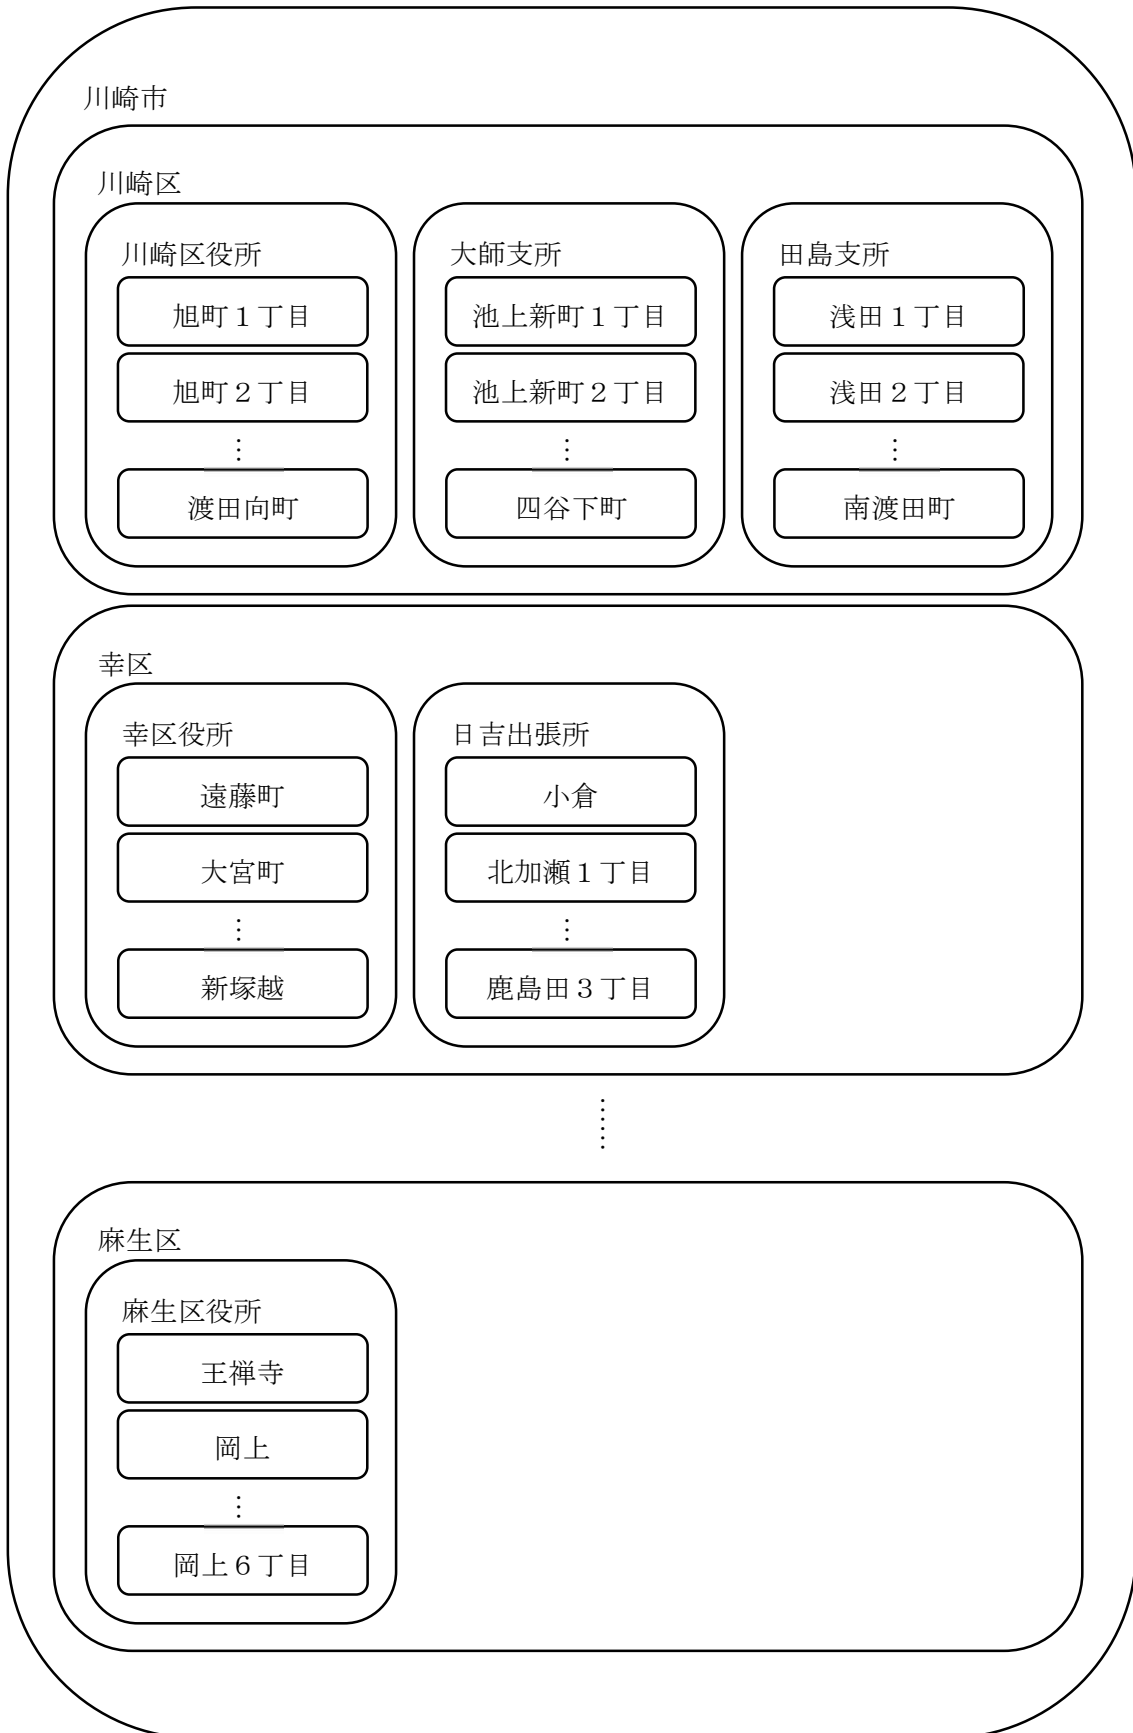 川崎市
川崎区
川崎区役所
旭町１丁目
旭町２丁目
⋮
渡田向町
大師支所
池上新町１丁目
池上新町２丁目
⋮
四谷下町
田島支所
浅田１丁目
浅田２丁目
⋮
南渡田町
幸区
幸区役所
遠藤町
大宮町
⋮
新塚越
日吉出張所
小倉
北加瀬１丁目
⋮
鹿島田３丁目
⋮
麻生区
麻生区役所
王禅寺
岡上
⋮
岡上６丁目